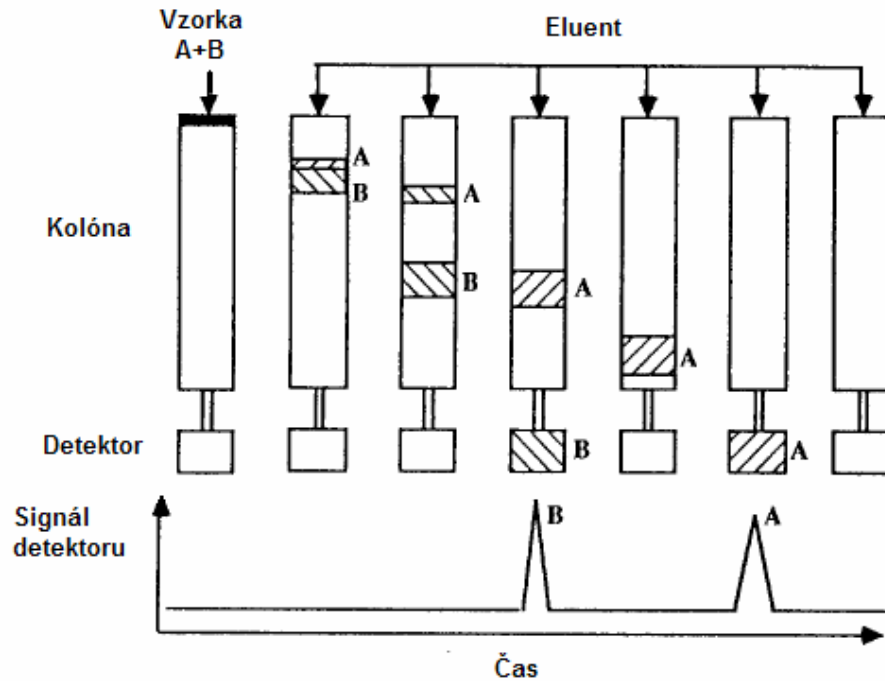 Vzorka
A+B
Eluent
Kolóna
A
B
A
B
A
A
Detektor
B
A
Signál
detektoru
B
A
Čas